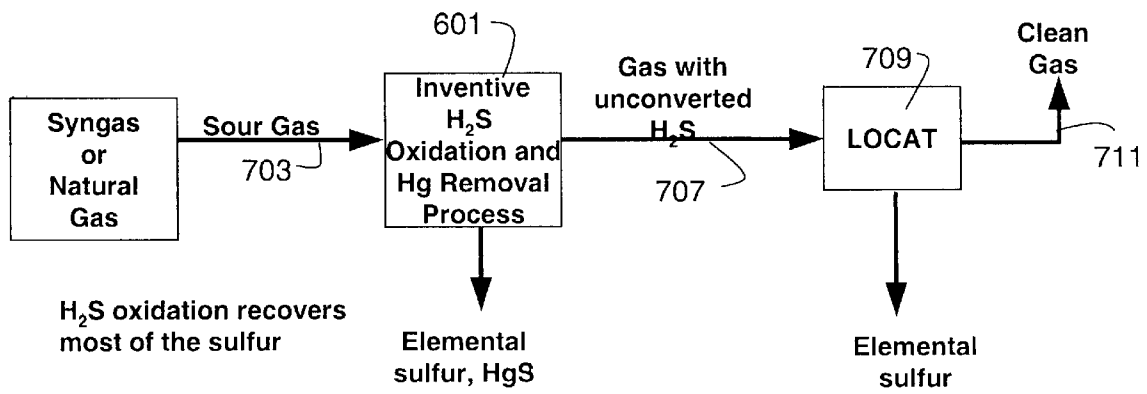 Syngas
or
Natural
Gas
Sour Gas
703
601
Inventive
H₂S
Oxidation and
Hg Removal
Process
Gas with
unconverted
H₂S
707
709
LOCAT
Clean
Gas
711
H₂S oxidation recovers
most of the sulfur
Elemental
sulfur, HgS
Elemental
sulfur